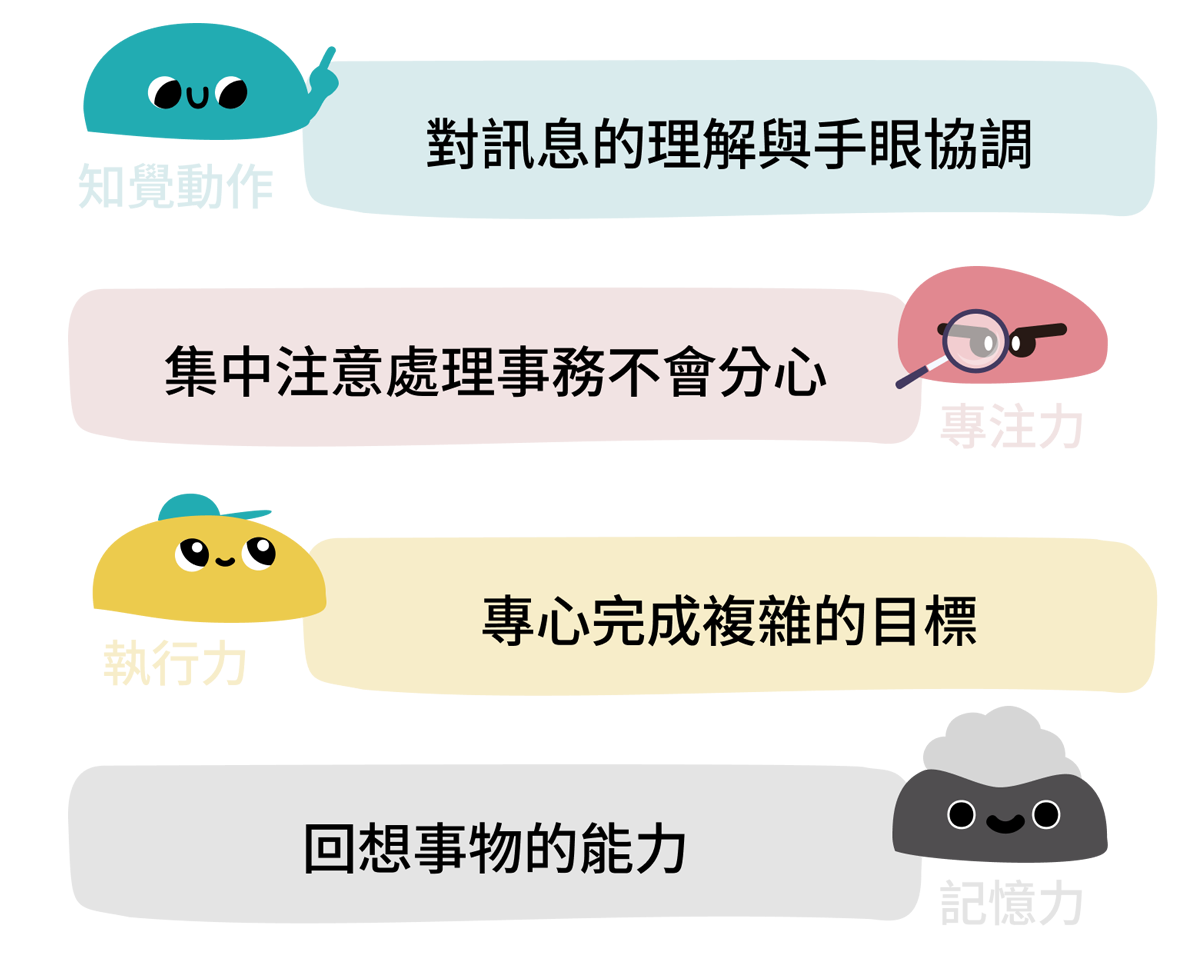 對訊息的理解與手眼協調
知覺動作
集中注意處理事務不會分心
專注力
專心完成複雜的目標
執行力
回想事物的能力
記憶力